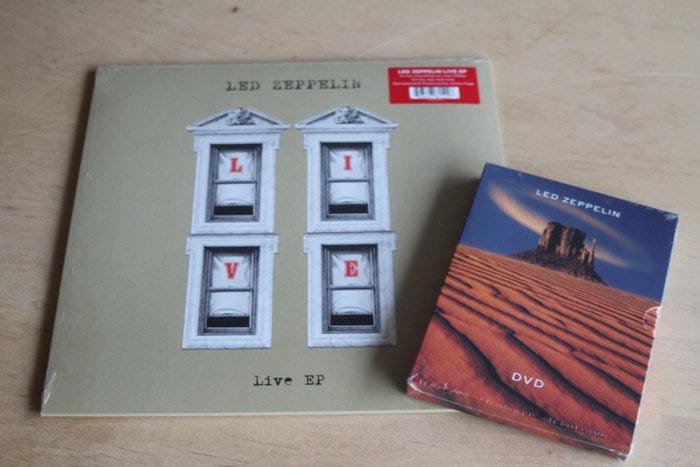 LED ZEPPELIN
LED ZEPPELIN LIVE EP
L I
V E
Live EP
LED ZEPPELIN
DVD